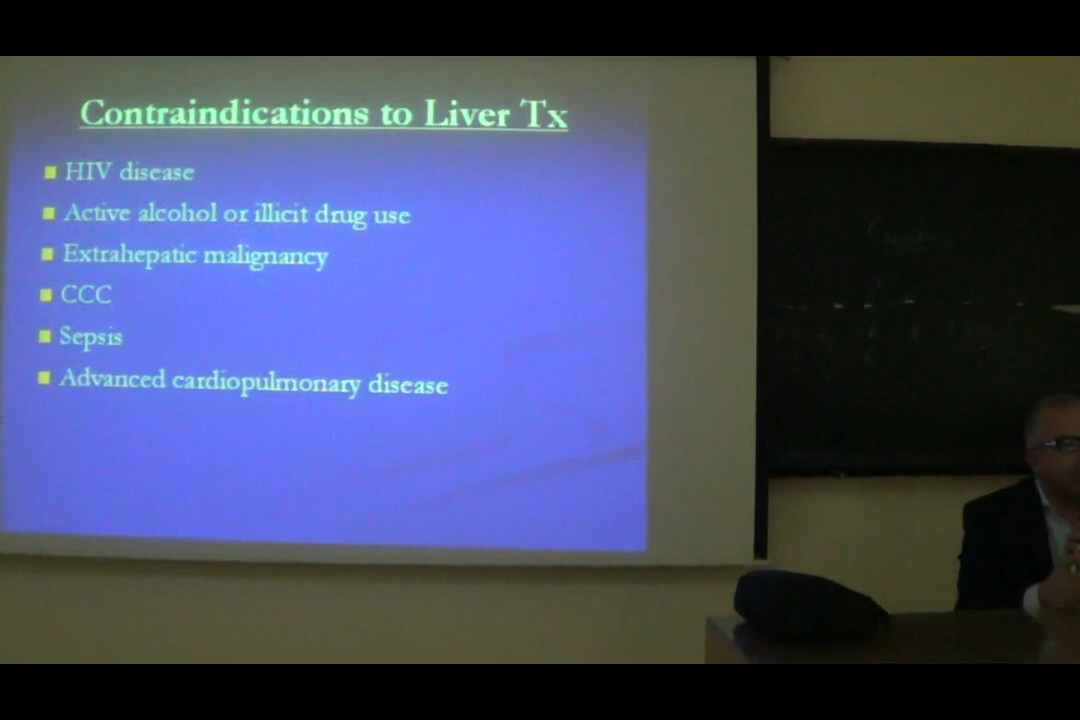 Contraindications to Liver Tx
HIV disease
Active alcohol or illicit drug use
Extrahepatic malignancy
CCC
Sepsis
Advanced cardiopulmonary disease